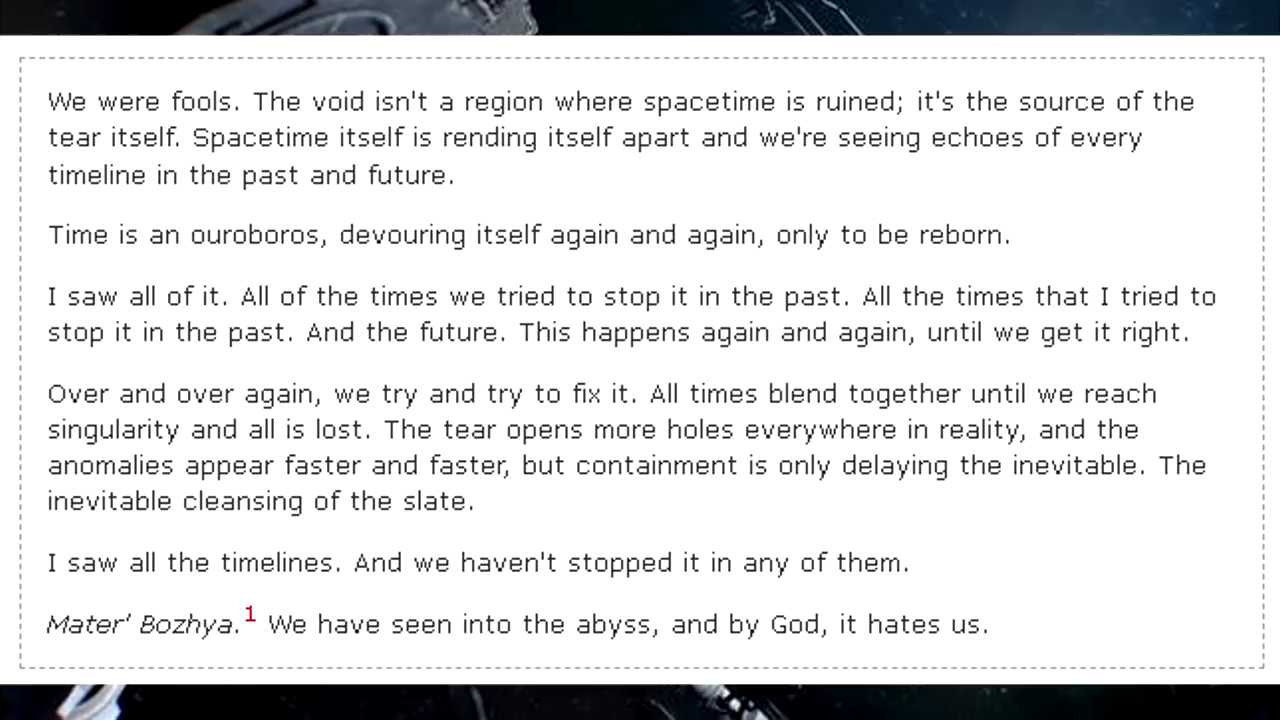 We were fools. The void isn't a region where spacetime is ruined; it's the source of the
tear itself. Spacetime itself is rending itself apart and we're seeing echoes of every
timeline in the past and future.
Time is an ouroboros, devouring itself again and again, only to be reborn.
I saw all of it. All of the times we tried to stop it in the past. All the times that I tried to
stop it in the past. And the future. This happens again and again, until we get it right.
Over and over again, we try and try to fix it. All times blend together until we reach
singularity and all is lost. The tear opens more holes everywhere in reality, and the
anomalies appear faster and faster, but containment is only delaying the inevitable. The
inevitable cleansing of the slate.
I saw all the timelines. And we haven't stopped it in any of them.
Mater' Bozhya.1 We have seen into the abyss, and by God, it hates us.